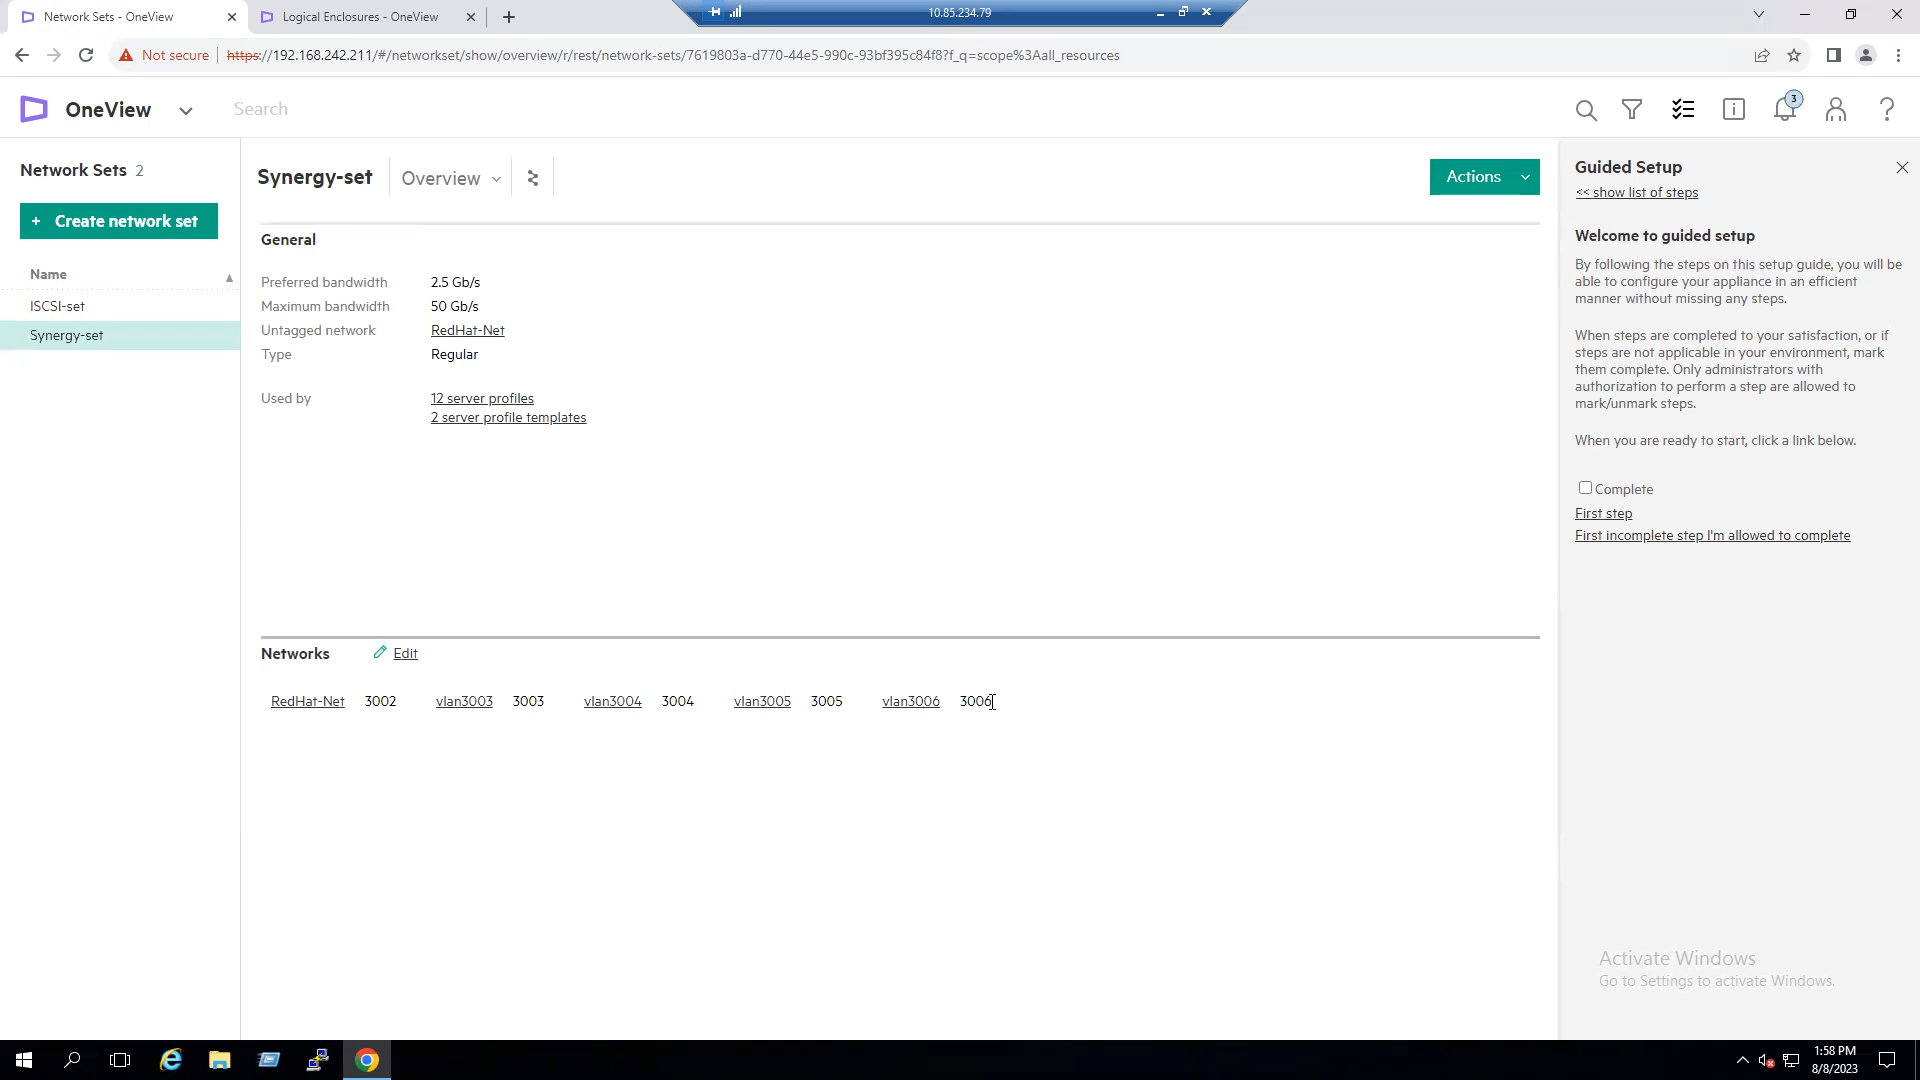 Network Sets - OneView
Logical Enclosures - OneView
10.85.234.79
Not secure
https://192.168.242.211/#/networkset/show/overview/r/rest/network-sets/7619803a-d770-44e5-990c-93bf395c84f8?f_q=scope%3Aall_resources
OneView
Search
3
Network Sets 2
+ Create network set
Name
ISCSI-set
Synergy-set
Synergy-set
Overview
Actions
General
Preferred bandwidth 2.5 Gb/s
Maximum bandwidth 50 Gb/s
Untagged network RedHat-Net
Type Regular
Used by 12 server profiles
2 server profile templates
Networks Edit
RedHat-Net 3002 vlan3003 3003 vlan3004 3004 vlan3005 3005 vlan3006 3006
Guided Setup
<< show list of steps
Welcome to guided setup
By following the steps on this setup guide, you will be
able to configure your appliance in an efficient
manner without missing any steps.
When steps are completed to your satisfaction, or if
steps are not applicable in your environment, mark
them complete. Only administrators with
authorization to perform a step are allowed to
mark/unmark steps.
When you are ready to start, click a link below.
Complete
First step
First incomplete step I'm allowed to complete
Activate Windows
Go to Settings to activate Windows.
1:58 PM
8/8/2023